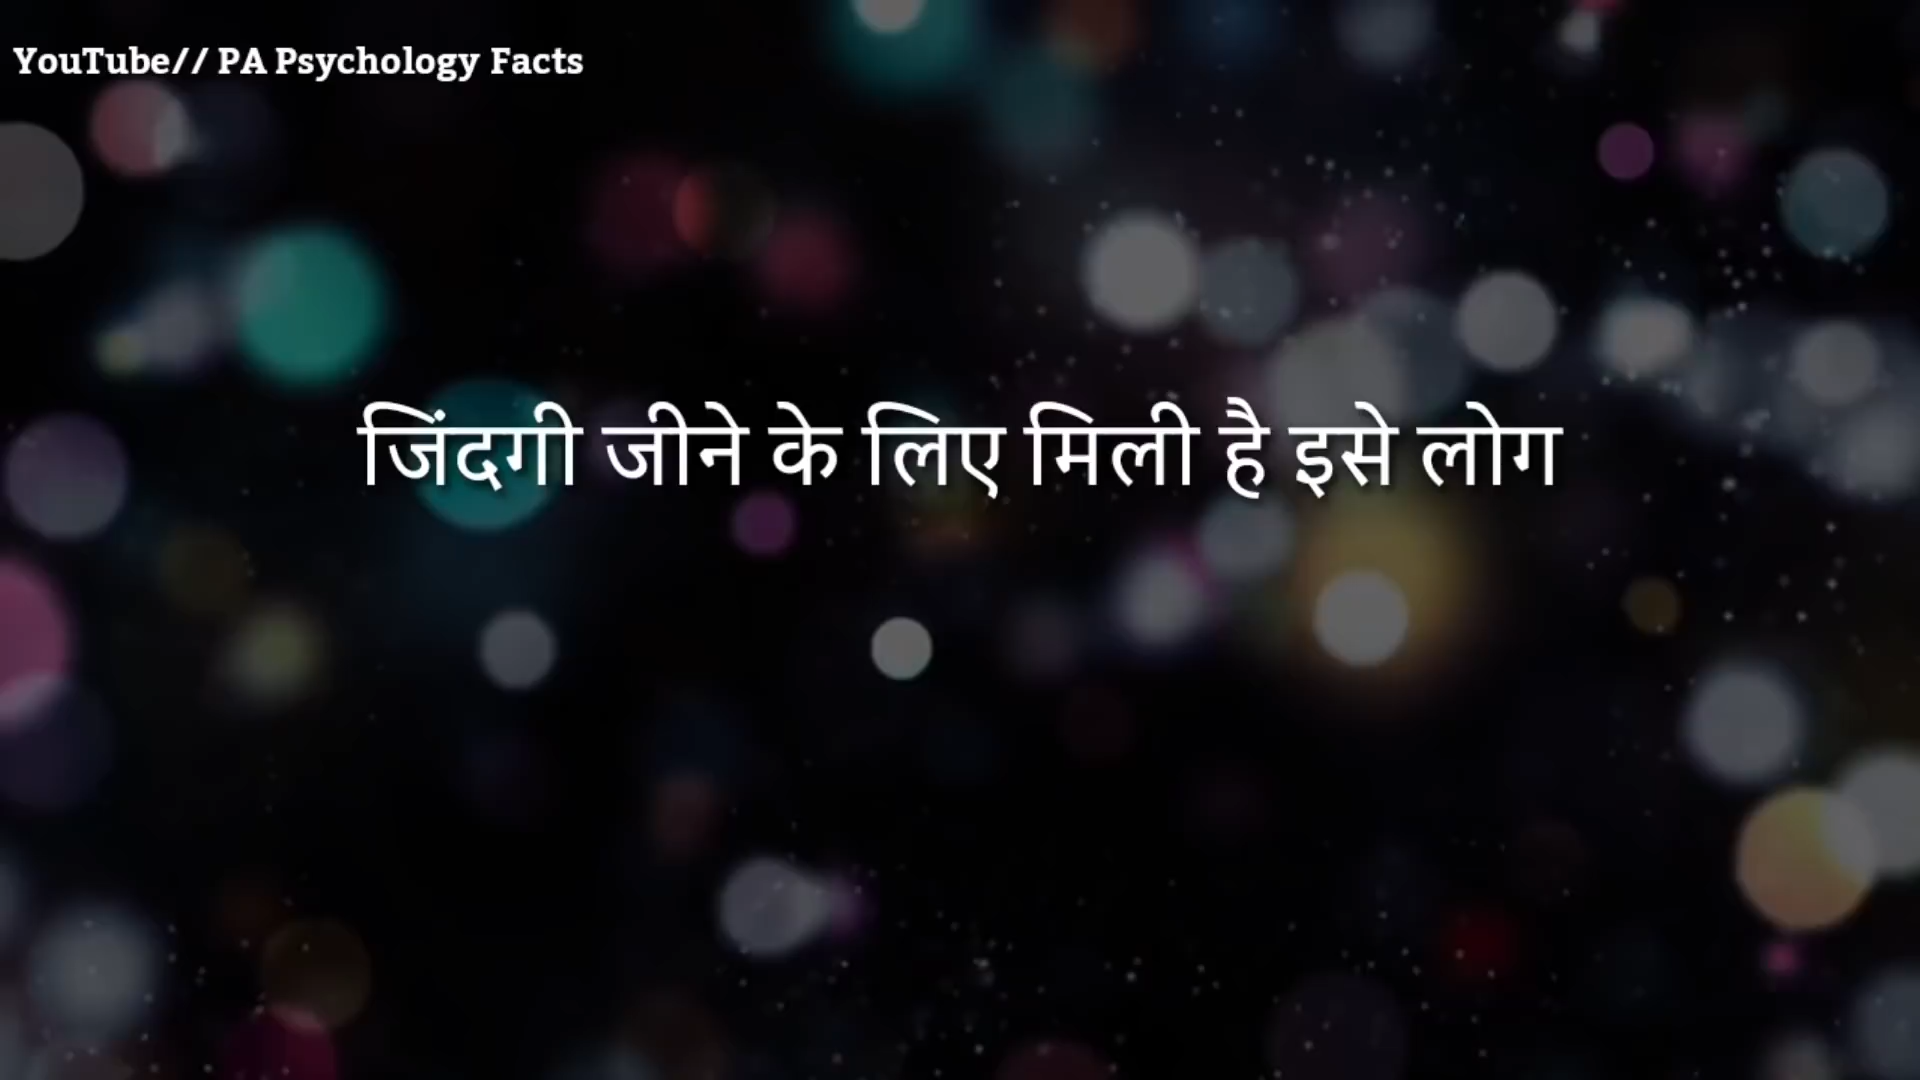 YouTube// PA Psychology Facts
जिंदगी जीने के लिए मिली है इसे लोग